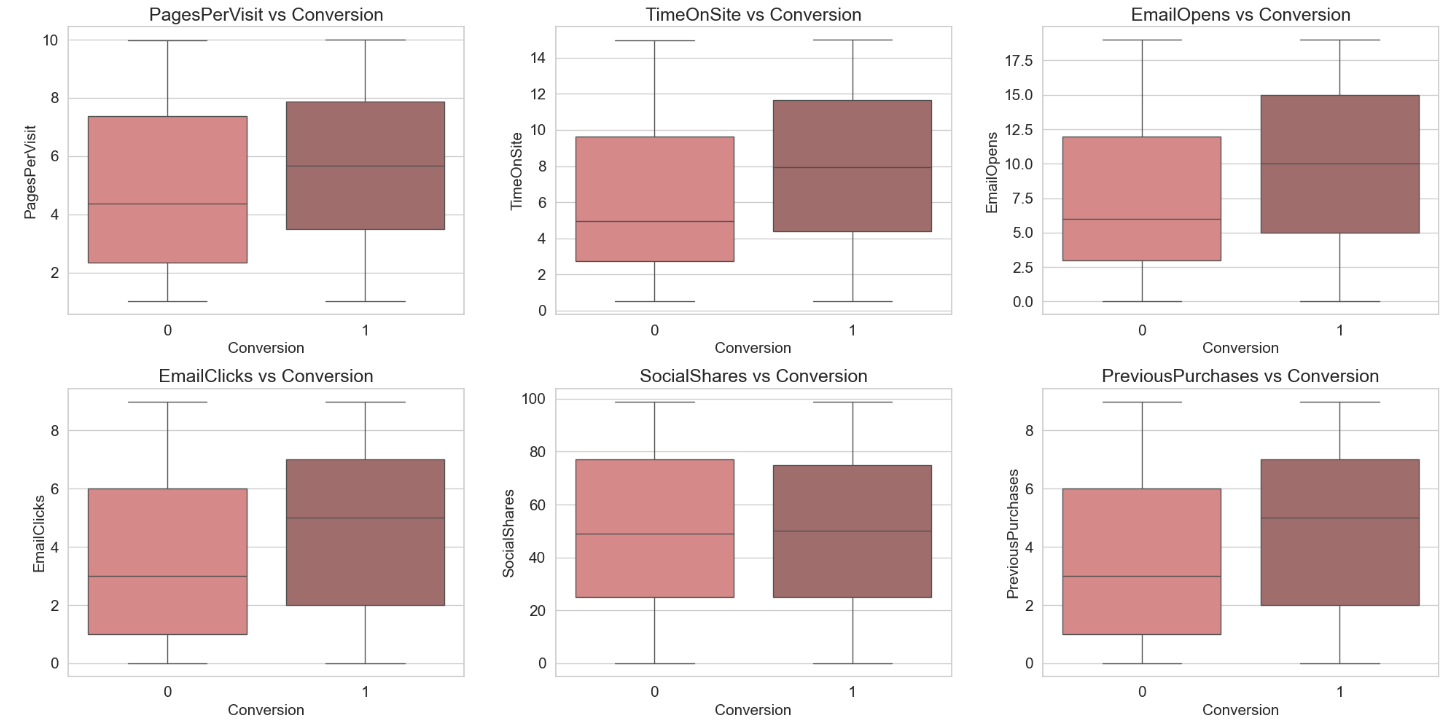 PagesPerVisit vs Conversion
PagesPerVisit
10
8
6
4
2
0 1
Conversion
TimeOnSite vs Conversion
TimeOnSite
14
12
10
8
6
4
2
0
0 1
Conversion
EmailOpens vs Conversion
EmailOpens
17.5
15.0
12.5
10.0
7.5
5.0
2.5
0.0
0 1
Conversion
EmailClicks vs Conversion
EmailClicks
8
6
4
2
0
0 1
Conversion
SocialShares vs Conversion
SocialShares
100
80
60
40
20
0
0 1
Conversion
PreviousPurchases vs Conversion
PreviousPurchases
8
6
4
2
0
0 1
Conversion